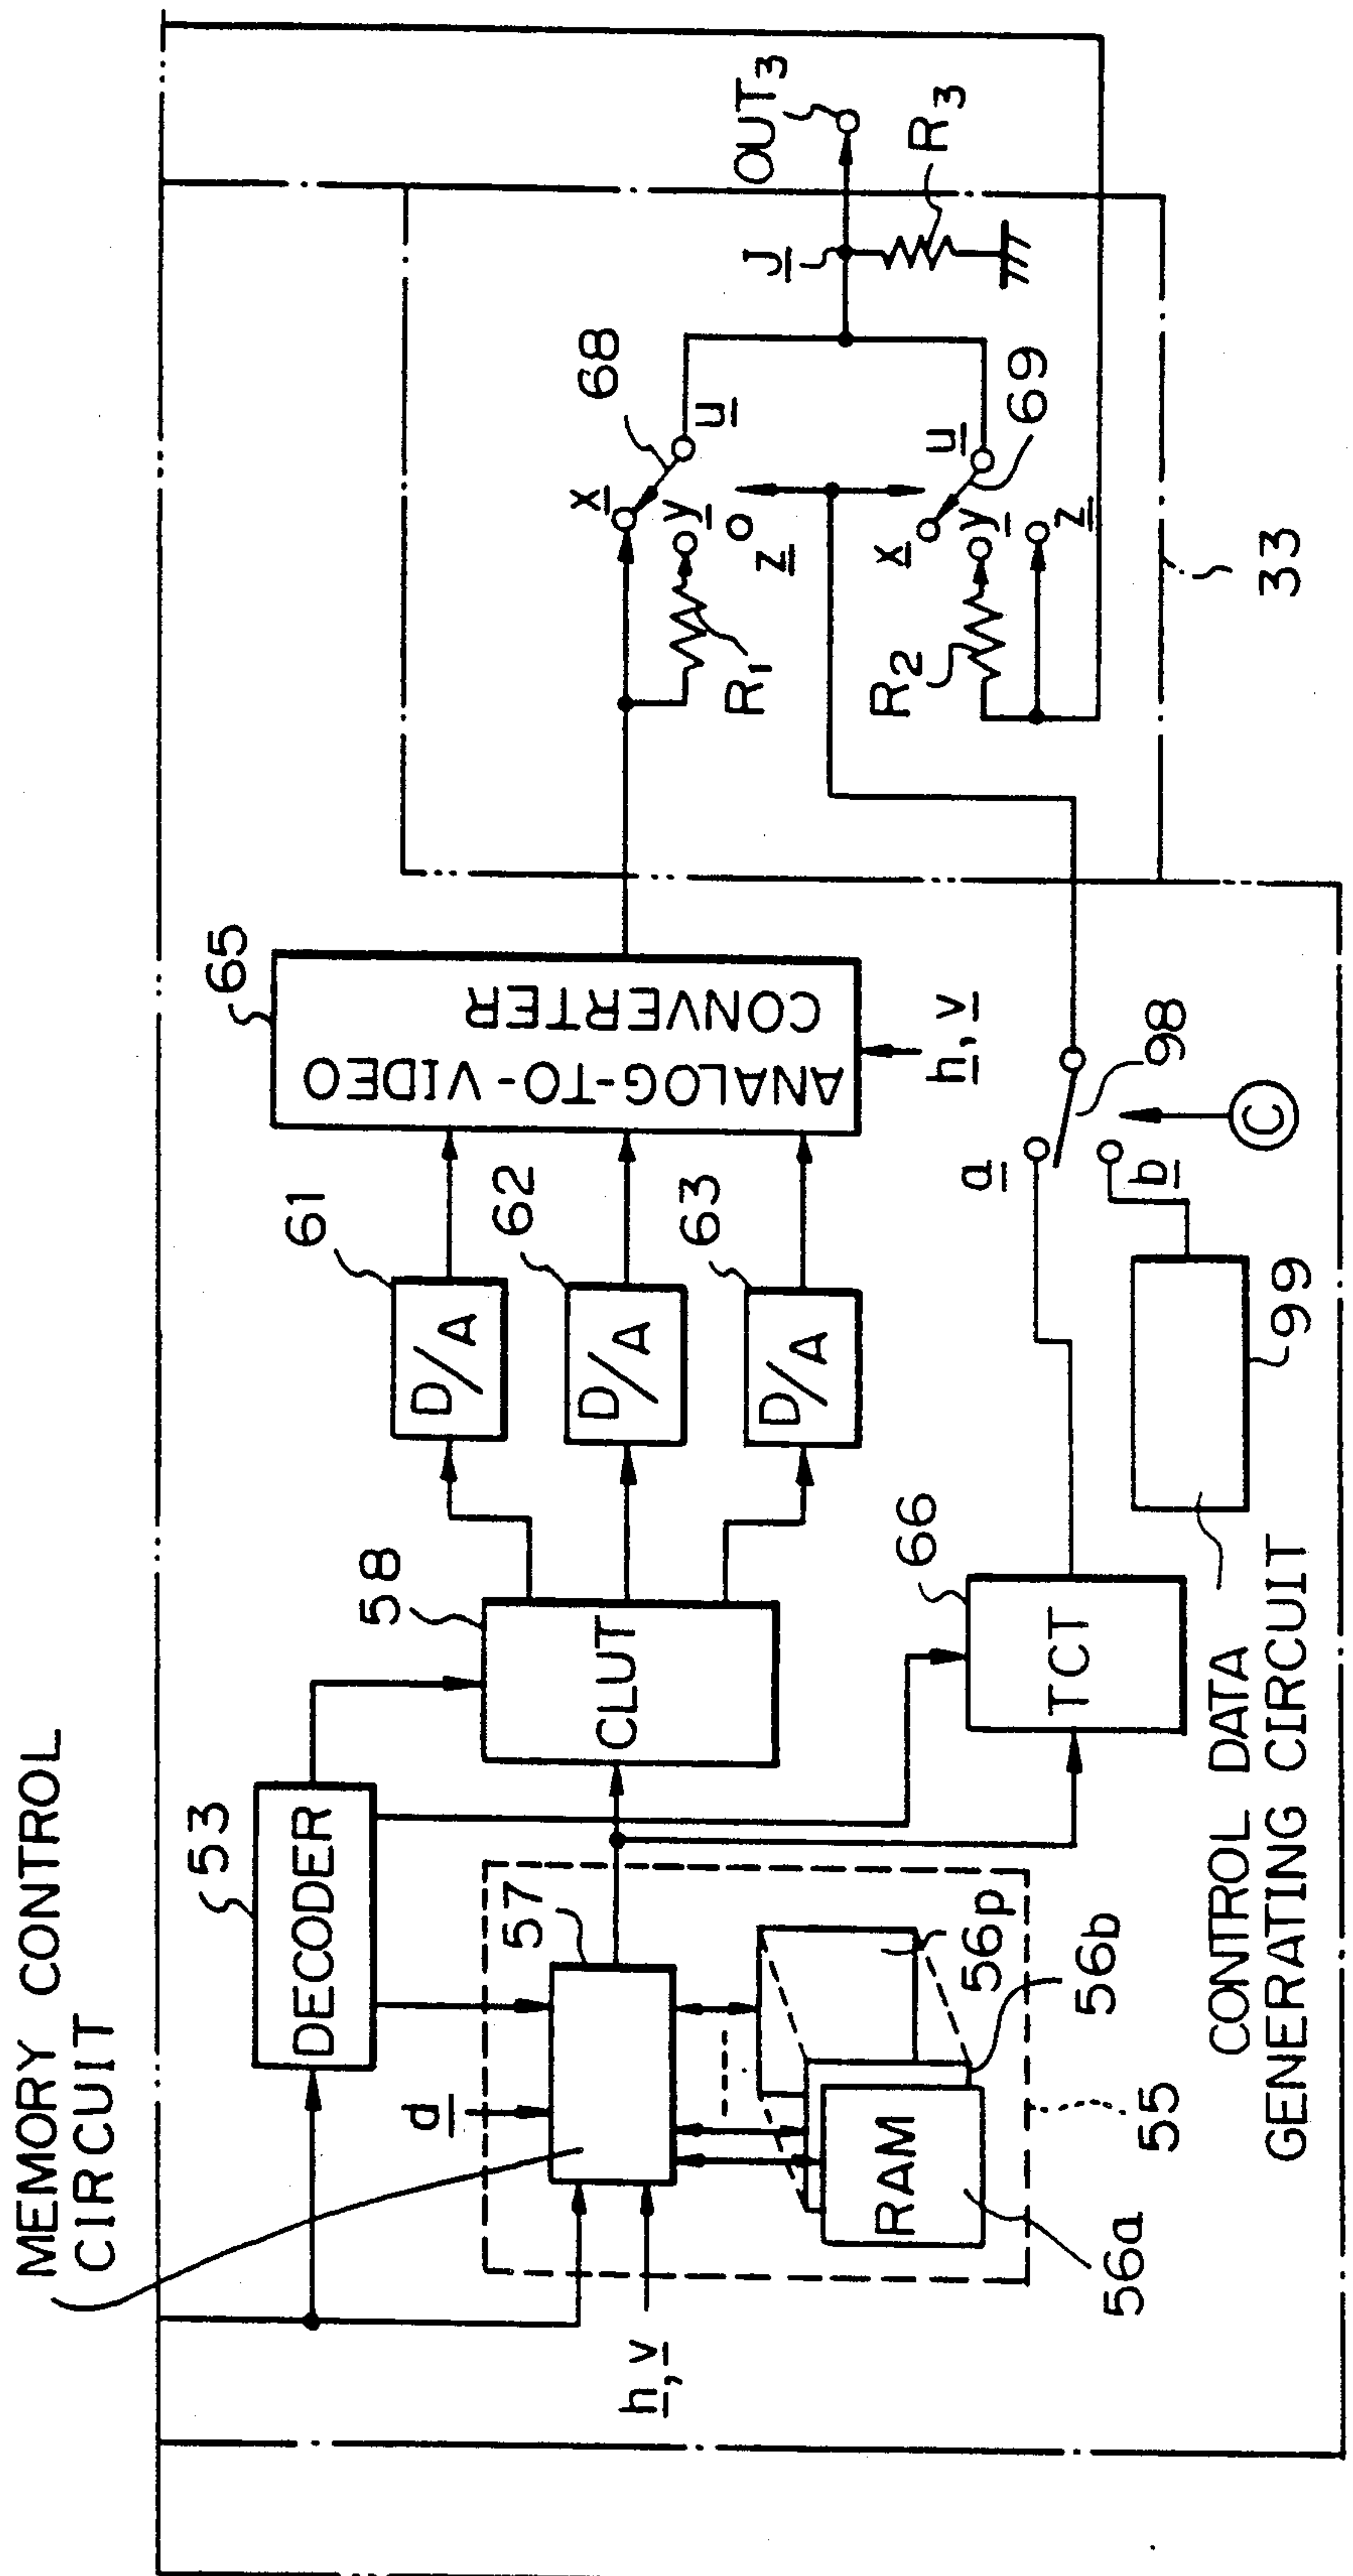 MEMORY CONTROL
CIRCUIT
53
DECODER
h, v
d
57
RAM
56a
56b
56p
55
58
CLUT
66
TCT
61
D/A
62
D/A
63
D/A
65
ANALOG-TO-VIDEO
CONVERTER
h, v
a
b
98
C
99
CONTROL DATA
GENERATING CIRCUIT
R1
x
y
z
u
68
R2
x
y
z
u
69
J
R3
OUT3
33